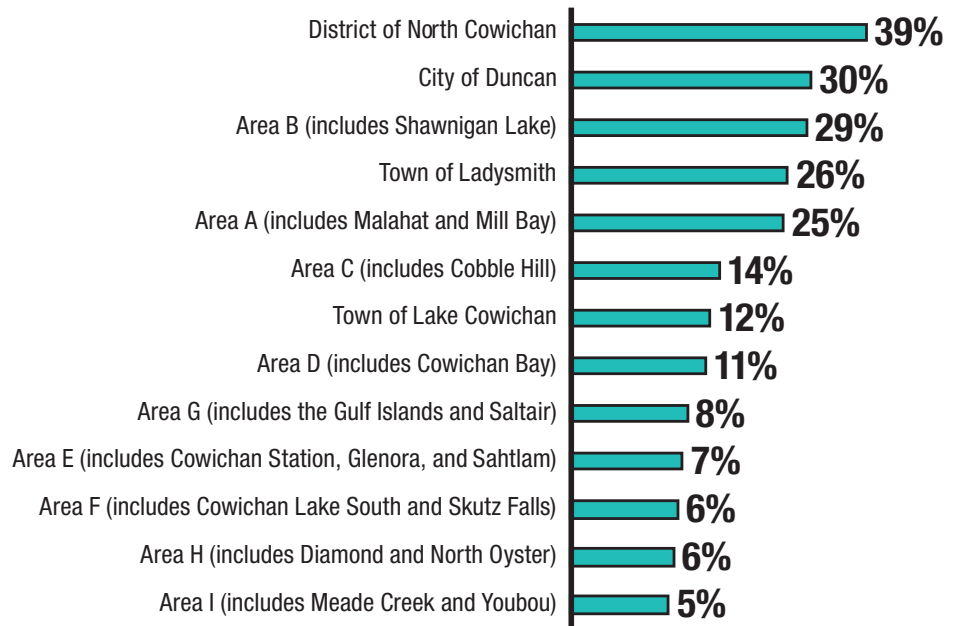 District of North Cowichan 39%
City of Duncan 30%
Area B (includes Shawnigan Lake) 29%
Town of Ladysmith 26%
Area A (includes Malahat and Mill Bay) 25%
Area C (includes Cobble Hill) 14%
Town of Lake Cowichan 12%
Area D (includes Cowichan Bay) 11%
Area G (includes the Gulf Islands and Saltair) 8%
Area E (includes Cowichan Station, Glenora, and Sahtlam) 7%
Area F (includes Cowichan Lake South and Skutz Falls) 6%
Area H (includes Diamond and North Oyster) 6%
Area I (includes Meade Creek and Youbou) 5%